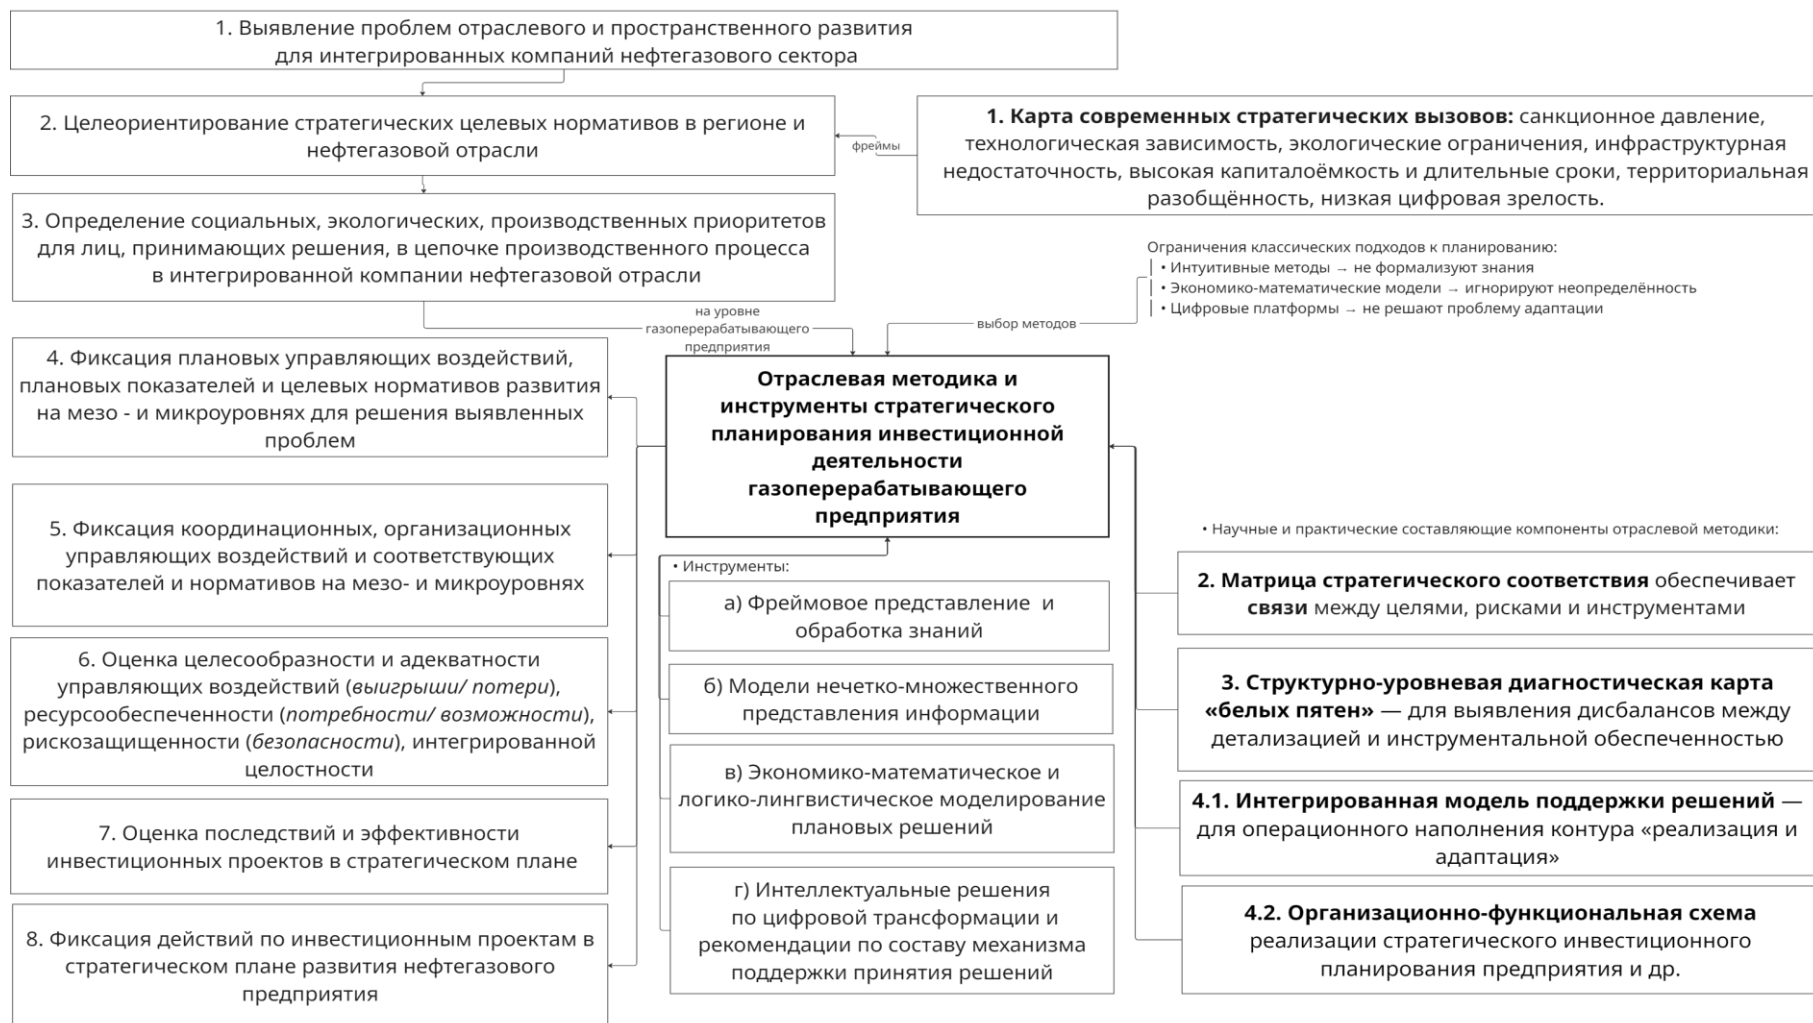 1. Выявление проблем отраслевого и пространственного развития
для интегрированных компаний нефтегазового сектора
2. Целеориентирование стратегических целевых нормативов в регионе и
нефтегазовой отрасли
фреймы
1. Карта современных стратегических вызовов: санкционное давление,
технологическая зависимость, экологические ограничения, инфраструктурная
недостаточность, высокая капиталоёмкость и длительные сроки, территориальная
разобщённость, низкая цифровая зрелость.
3. Определение социальных, экологических, производственных приоритетов
для лиц, принимающих решения, в цепочке производственного процесса
в интегрированной компании нефтегазовой отрасли
Ограничения классических подходов к планированию:
│ • Интуитивные методы → не формализуют знания
│ • Экономико-математические модели → игнорируют неопределённость
│ • Цифровые платформы → не решают проблему адаптации
на уровне
газоперерабатывающего
предприятия
выбор методов
4. Фиксация плановых управляющих воздействий,
плановых показателей и целевых нормативов развития
на мезо - и микроуровнях для решения выявленных
проблем
Отраслевая методика и
инструменты стратегического
планирования инвестиционной
деятельности
газоперерабатывающего
предприятия
5. Фиксация координационных, организационных
управляющих воздействий и соответствующих
показателей и нормативов на мезо- и микроуровнях
6. Оценка целесообразности и адекватности
управляющих воздействий (выигрыши/ потери),
ресурсообеспеченности (потребности/ возможности),
рискозащищенности (безопасности), интегрированной
целостности
7. Оценка последствий и эффективности
инвестиционных проектов в стратегическом плане
8. Фиксация действий по инвестиционным проектам в
стратегическом плане развития нефтегазового
предприятия
• Инструменты:
а) Фреймовое представление и
обработка знаний
б) Модели нечетко-множественного
представления информации
в) Экономико-математическое и
логико-лингвистическое моделирование
плановых решений
г) Интеллектуальные решения
по цифровой трансформации и
рекомендации по составу механизма
поддержки принятия решений
• Научные и практические составляющие компоненты отраслевой методики:
2. Матрица стратегического соответствия обеспечивает
связи между целями, рисками и инструментами
3. Структурно-уровневая диагностическая карта
«белых пятен» — для выявления дисбалансов между
детализацией и инструментальной обеспеченностью
4.1. Интегрированная модель поддержки решений —
для операционного наполнения контура «реализация и
адаптация»
4.2. Организационно-функциональная схема
реализации стратегического инвестиционного
планирования предприятия и др.